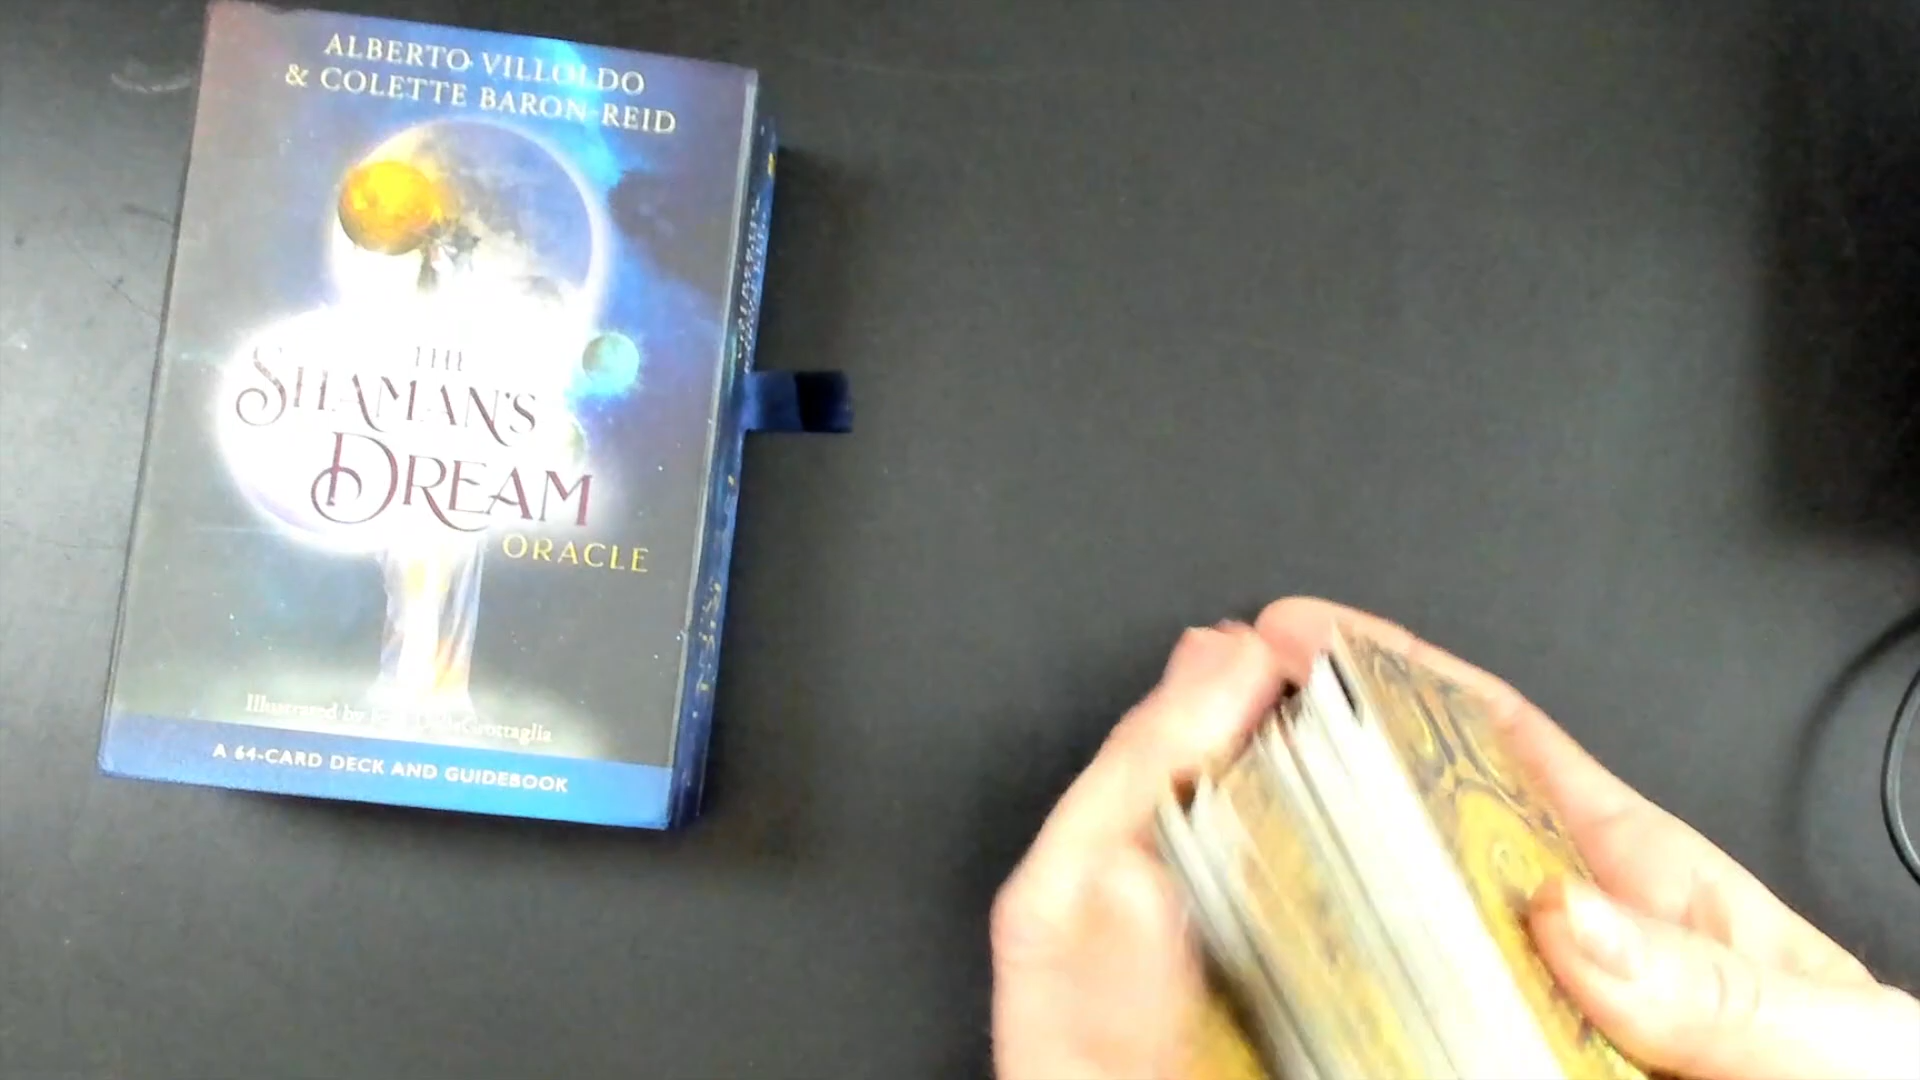 ALBERTO VILLOLDO
& COLETTE BARON-REID
THE
SHAMAN'S
DREAM
ORACLE
Illustrated by
A 64-CARD DECK AND GUIDEBOOK